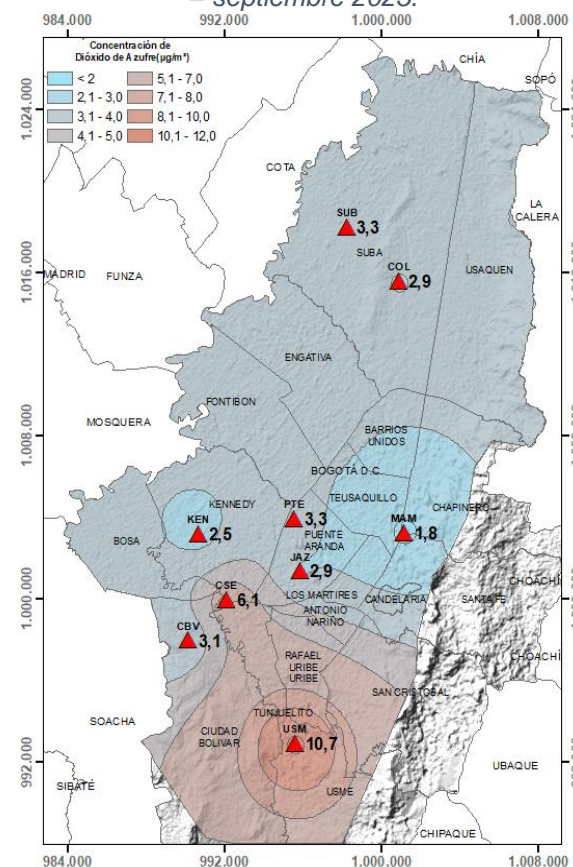 – septiembre 2025.
984.000 992.000 1.000.000 1.008.000
Concentración de
Dióxido de Azufre(µg/m³)
< 2 5,1 - 7,0
2,1 - 3,0 7,1 - 8,0
3,1 - 4,0 8,1 - 10,0
4,1 - 5,0 10,1 - 12,0
CHÍA
SOPÓ
1.024.000
COTA
LA
CALERA
SUB
3,3
SUBA
COL
2,9
USAQUEN
1.016.000
MADRID
FUNZA
ENGATIVA
FONTIBON
MOSQUERA
1.008.000
BARRIOS
UNIDOS
BOGOTÁ D.C.
TEUSAQUILLO
CHAPINERO
KENNEDY
KEN
2,5
PTE
3,3
MAM
1,8
BOSA
PUENTE
ARANDA
JAZ
2,9
CHOACHÍ
CSE
6,1
LOS MARTIRES
CANDELARIA
SANTA FE
1.000.000
ANTONIO
NARIÑO
CBV
3,1
RAFAEL
URIBE
URIBE
CHOACHÍ
SAN CRISTOBAL
SOACHA
TUNJUELITO
CIUDAD
BOLIVAR
USM
10,7
UBAQUE
992.000
SIBATÉ
USME
CHIPAQUE
984.000 992.000 1.000.000 1.008.000